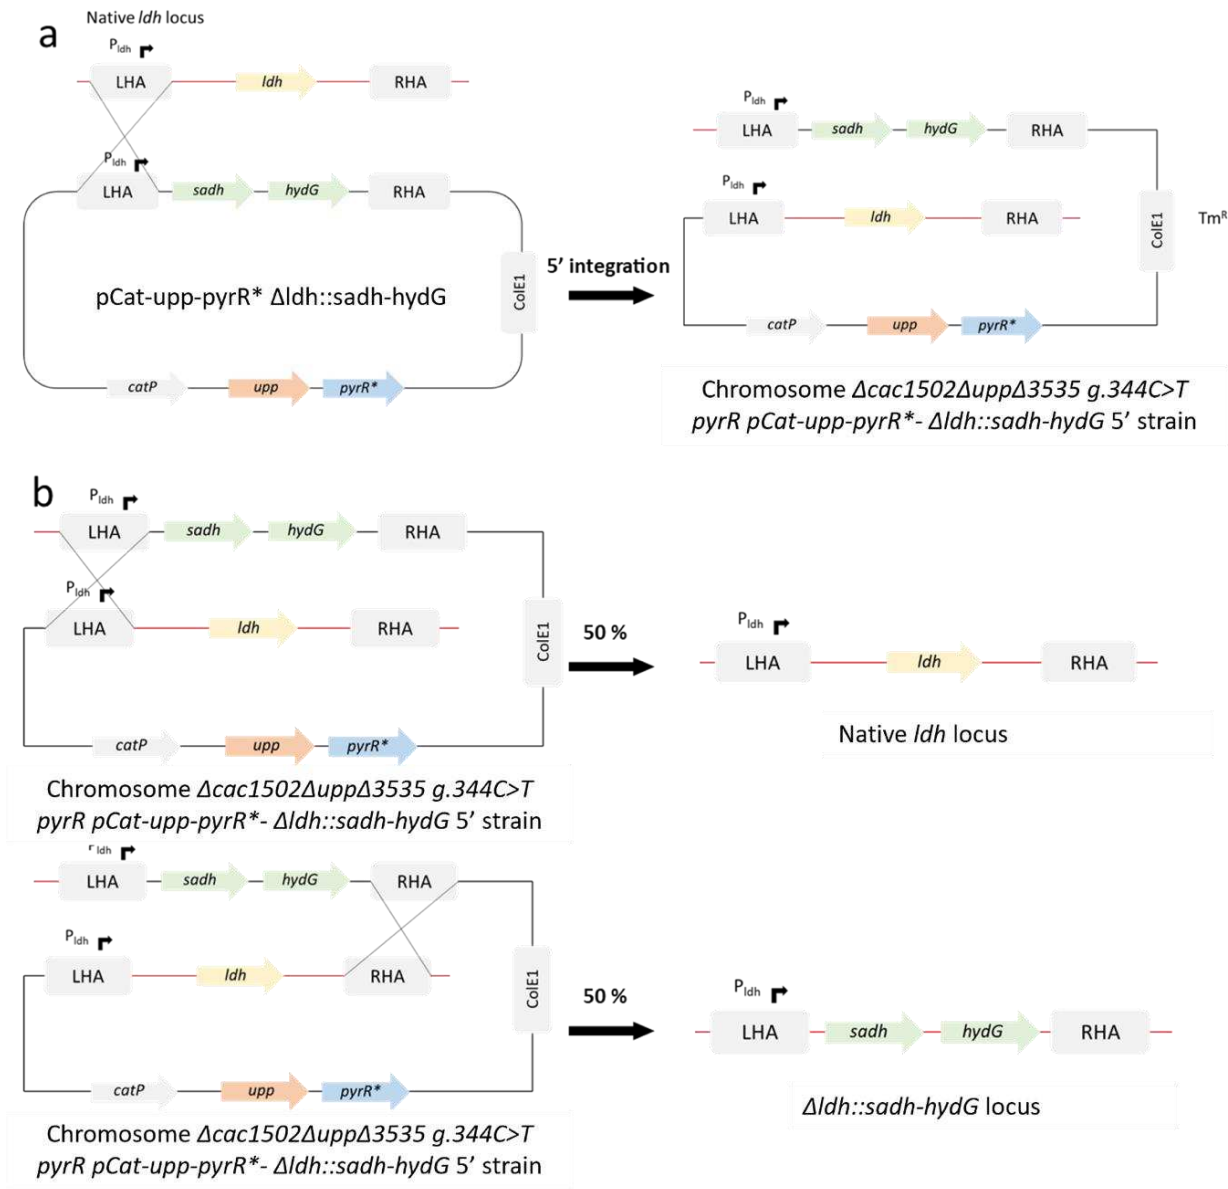 a
Native ldh locus
Pldh
LHA
ldh
RHA
Pldh
LHA
sadh
hydG
RHA
pCat-upp-pyrR* Δldh::sadh-hydG
ColE1
catP
upp
pyrR*
5' integration
Pldh
LHA
sadh
hydG
RHA
Pldh
LHA
ldh
RHA
ColE1
TmR
catP
upp
pyrR*
Chromosome Δcac1502ΔuppΔ3535 g.344C>T
pyrR pCat-upp-pyrR*- Δldh::sadh-hydG 5' strain
b
Pldh
LHA
sadh
hydG
RHA
Pldh
LHA
ldh
RHA
ColE1
catP
upp
pyrR*
Chromosome Δcac1502ΔuppΔ3535 g.344C>T
pyrR pCat-upp-pyrR*- Δldh::sadh-hydG 5' strain
50 %
Pldh
LHA
ldh
RHA
Native ldh locus
Pldh
LHA
sadh
hydG
RHA
Pldh
LHA
ldh
RHA
ColE1
catP
upp
pyrR*
Chromosome Δcac1502ΔuppΔ3535 g.344C>T
pyrR pCat-upp-pyrR*- Δldh::sadh-hydG 5' strain
50 %
Pldh
LHA
sadh
hydG
RHA
Δldh::sadh-hydG locus